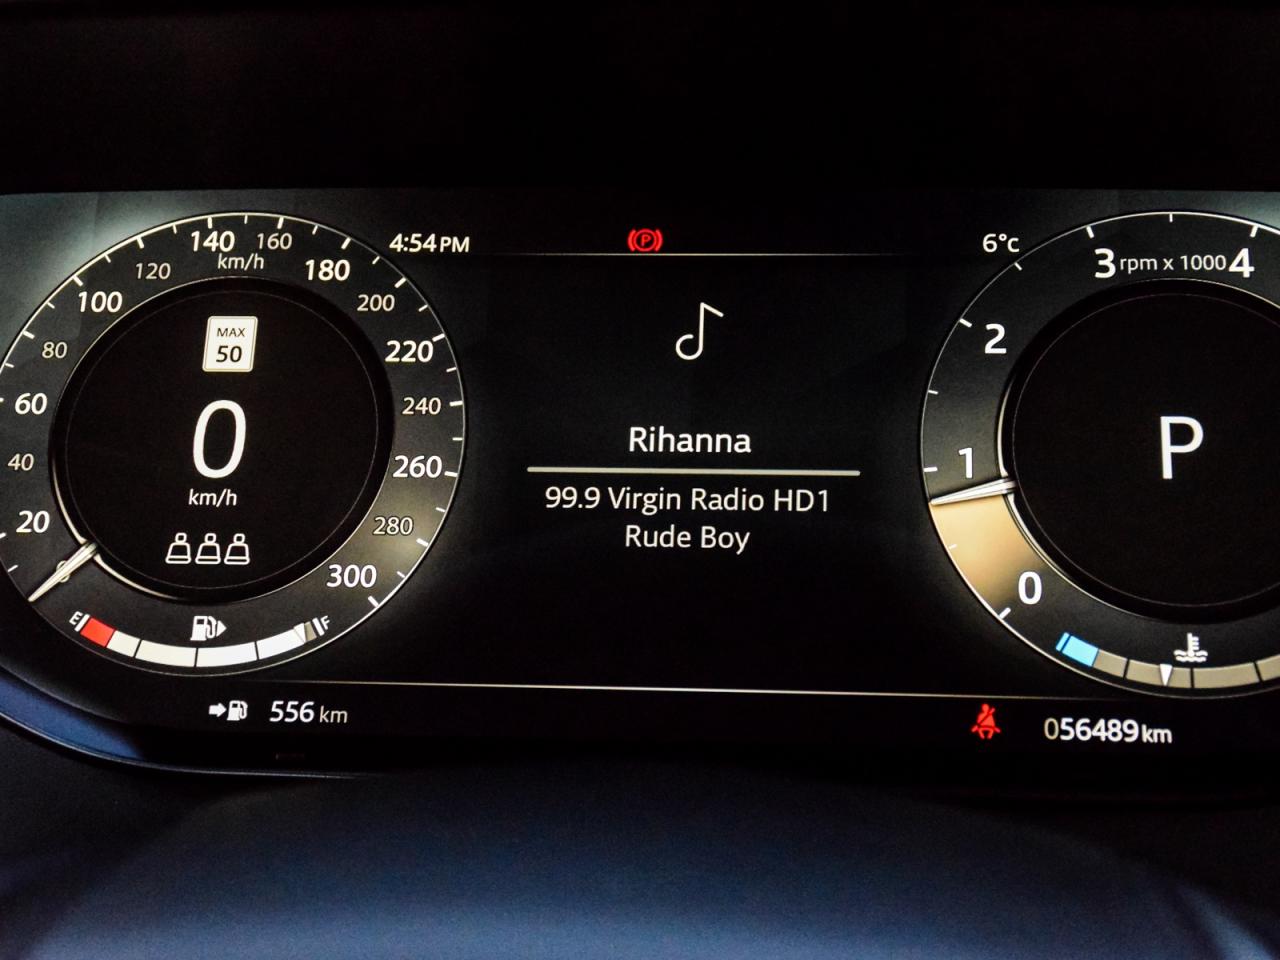 4:54 PM
6°c
140 160
km/h
120
180
100
200
80
220
60
240
40
260
20
280
300
MAX
50
0
km/h
E
F
556 km
Rihanna
99.9 Virgin Radio HD1
Rude Boy
3 rpm x 1000 4
2
1
0
P
056489 km